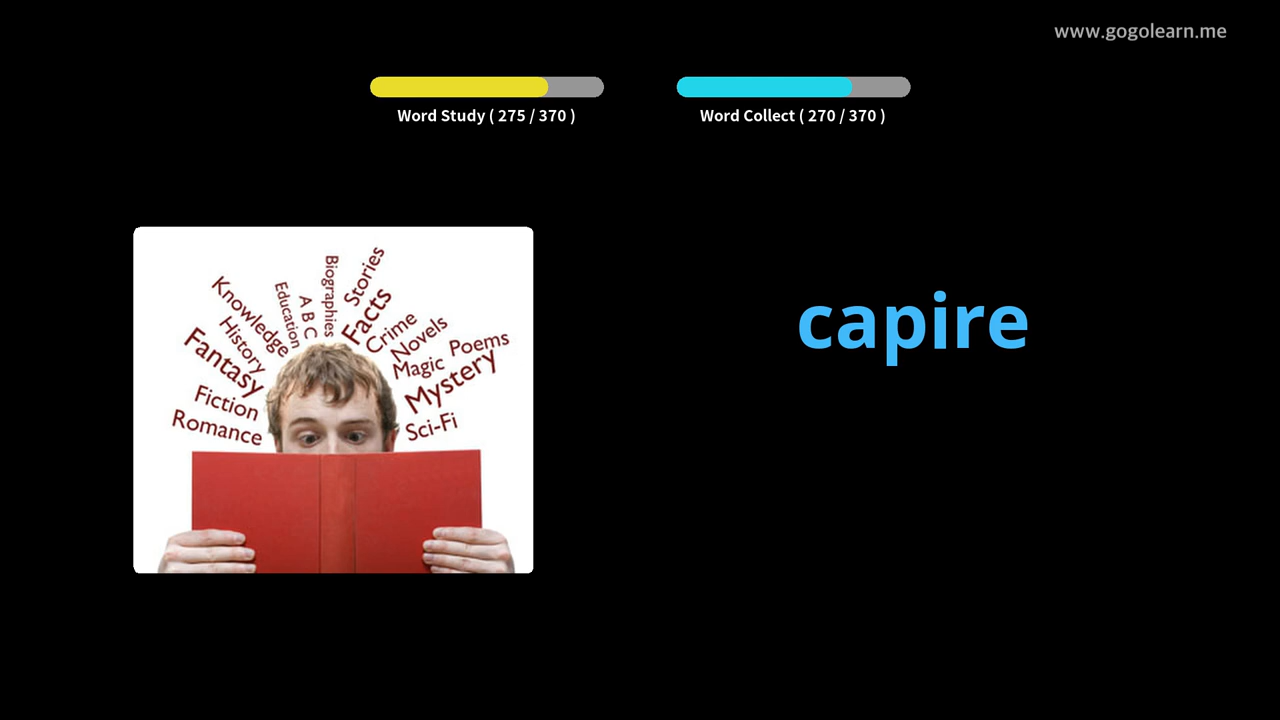 www.gogolearn.me
Word Study ( 275 / 370 )
Word Collect ( 270 / 370 )
capire
Biographies
Stories
Education
A B C
Facts
Knowledge
Crime
History
Novels
Poems
Fantasy
Magic
Mystery
Fiction
Romance
Sci-Fi